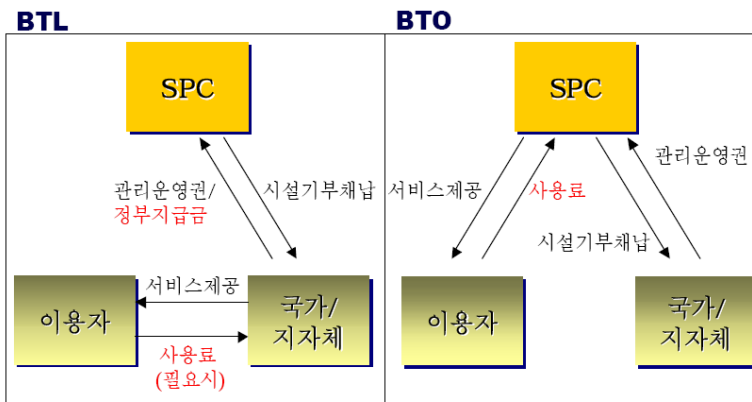 BTL
SPC
관리운영권/
정부지급금
시설기부채납
서비스제공
이용자
국가/
지자체
사용료
(필요시)
BTO
SPC
서비스제공
사용료
관리운영권
시설기부채납
이용자
국가/
지자체